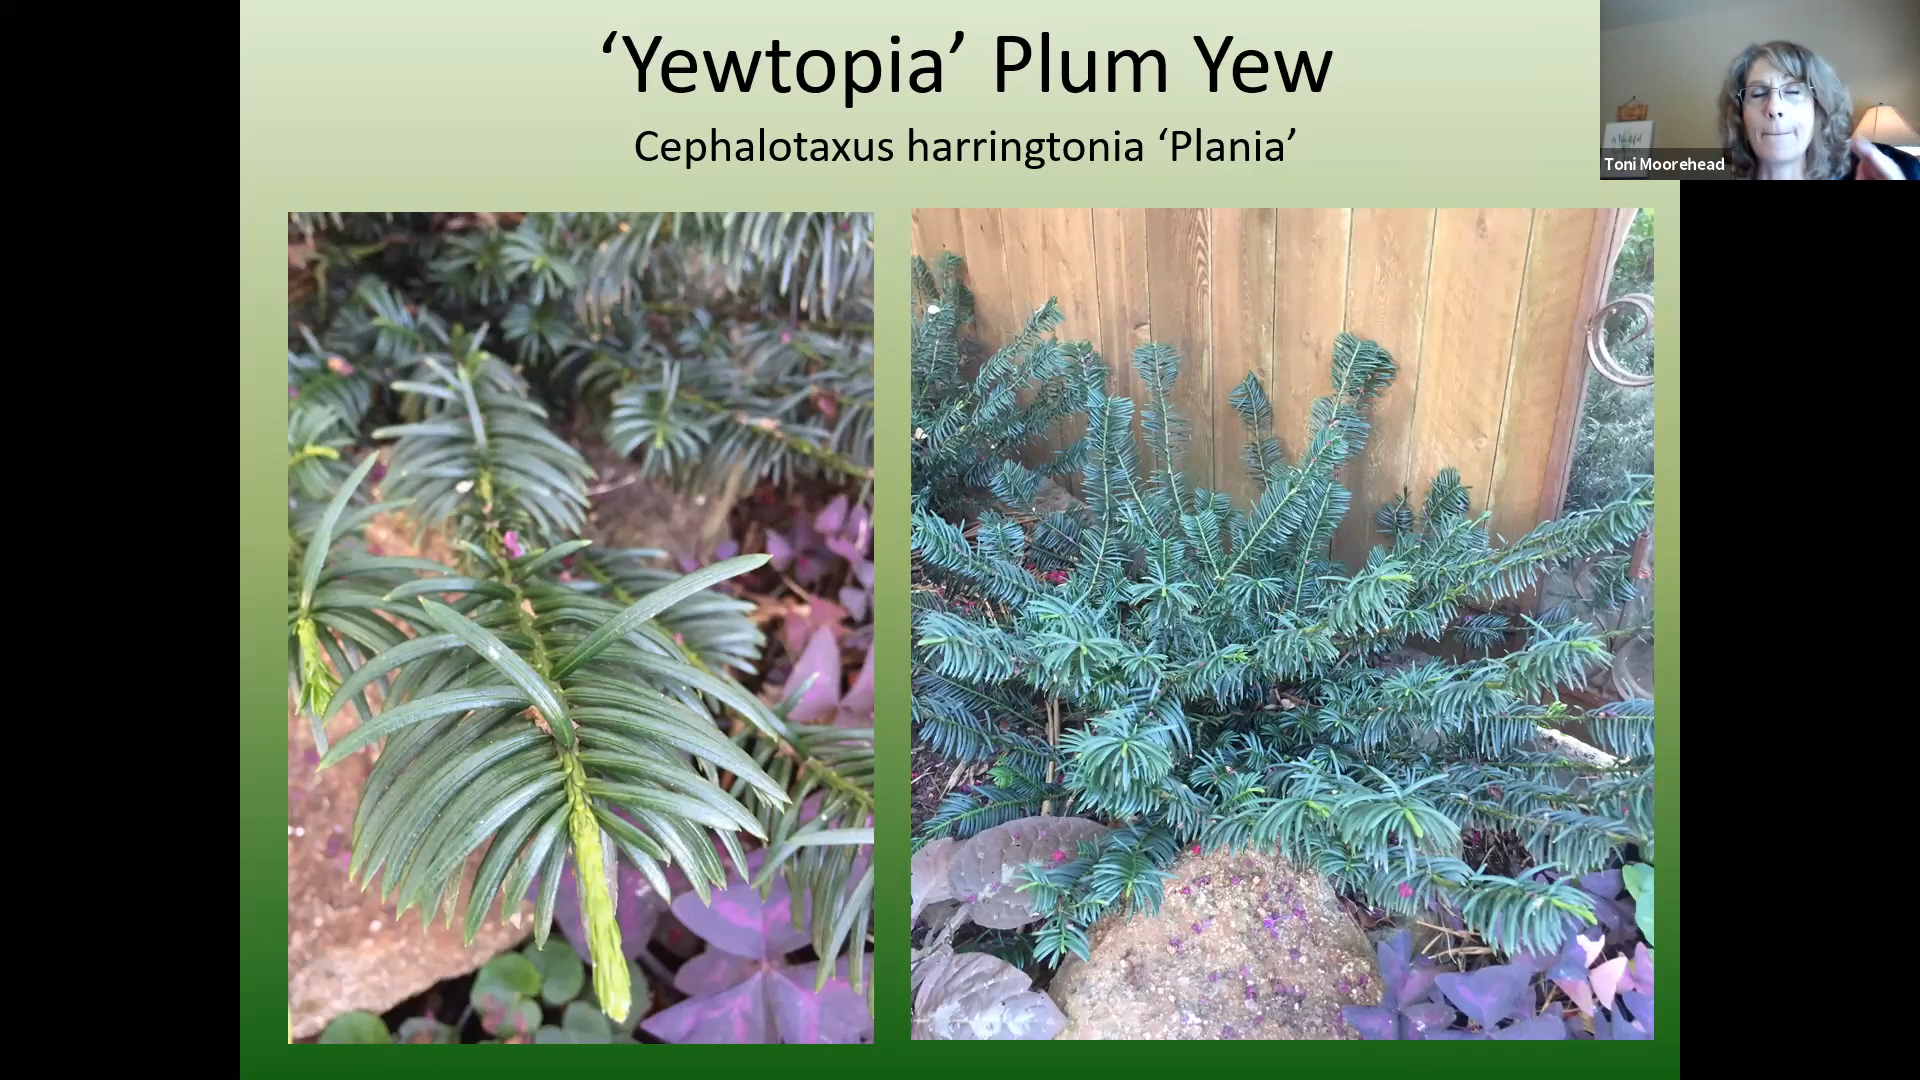 ‘Yewtopia’ Plum Yew
Cephalotaxus harringtonia ‘Plania’
Toni Moorehead